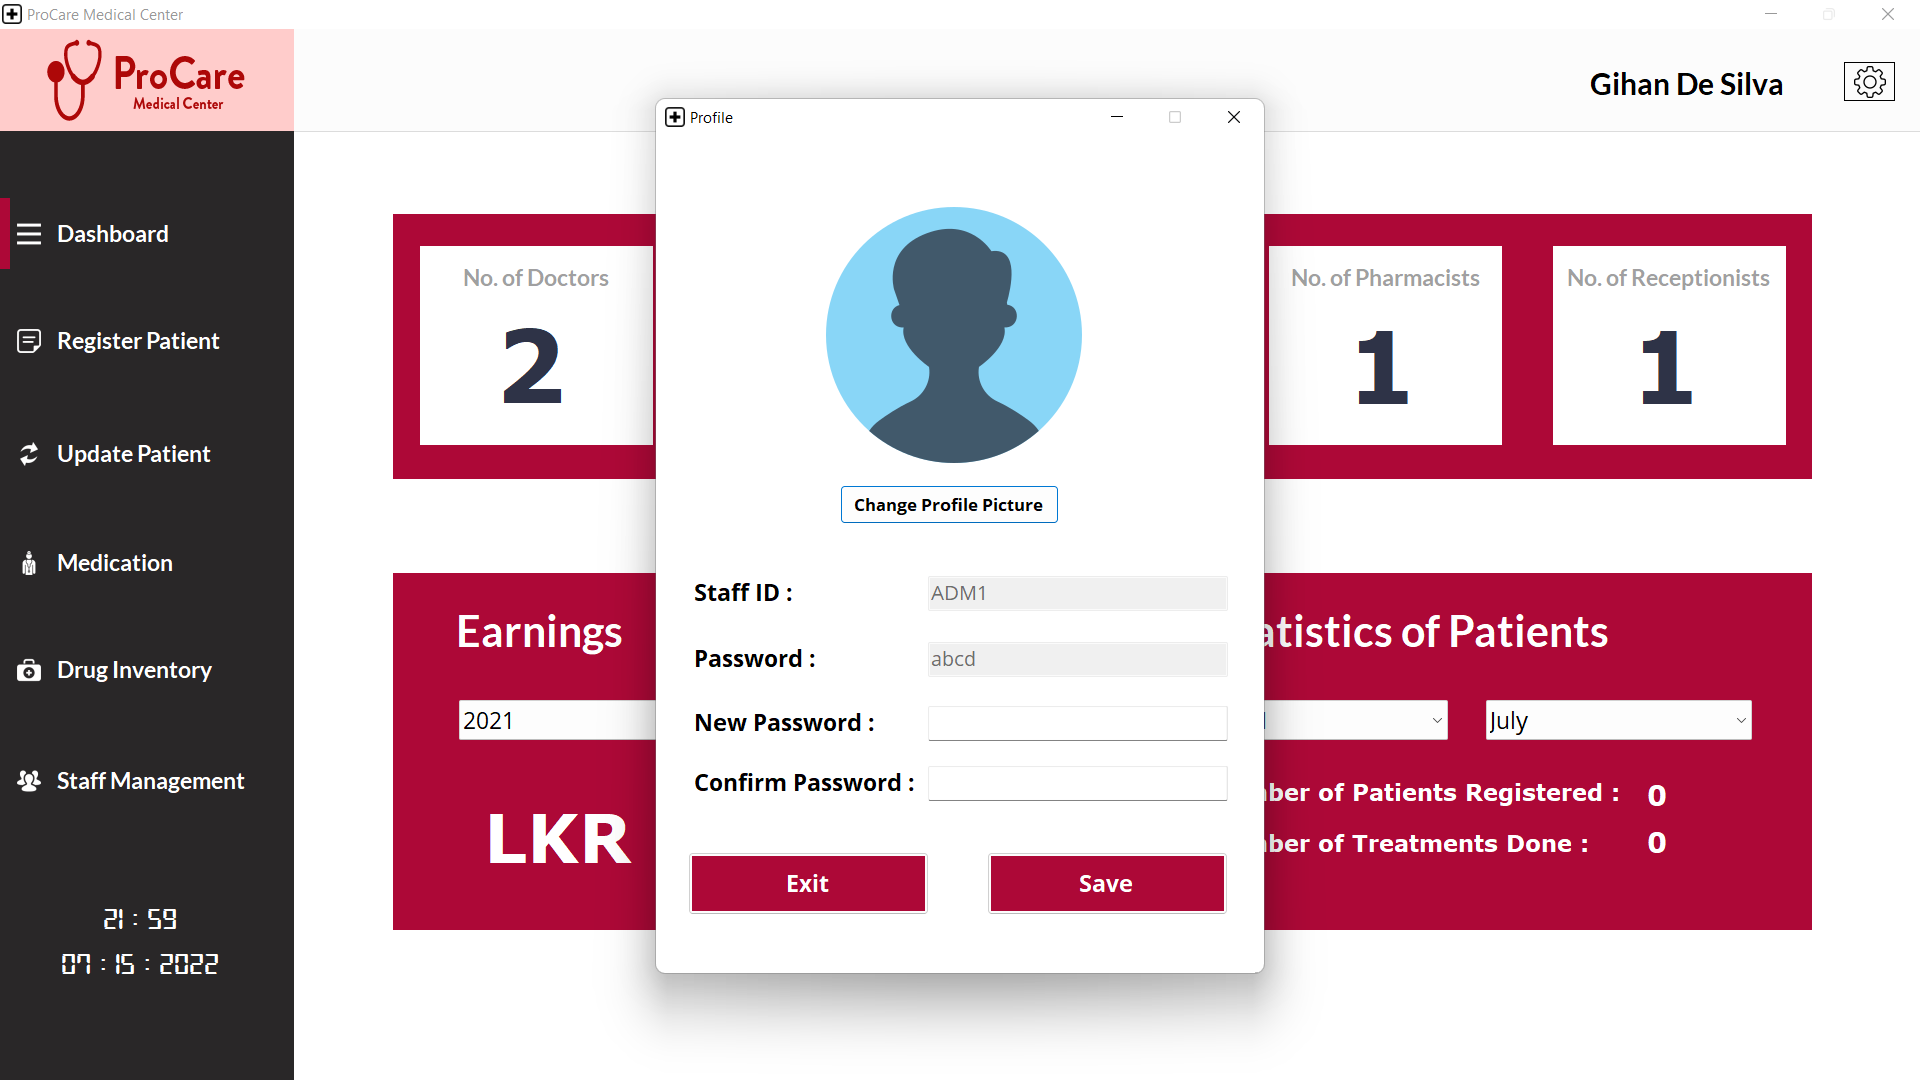 ProCare Medical Center
ProCare
Medical Center
Gihan De Silva
Dashboard
Register Patient
Update Patient
Medication
Drug Inventory
Staff Management
21 : 59
07 : 15 : 2022
No. of Doctors
2
No. of Pharmacists
1
No. of Receptionists
1
Earnings
2021
LKR
atistics of Patients
July
ber of Patients Registered : 0
ber of Treatments Done : 0
Profile
Change Profile Picture
Staff ID : ADM1
Password : abcd
New Password :
Confirm Password :
Exit
Save